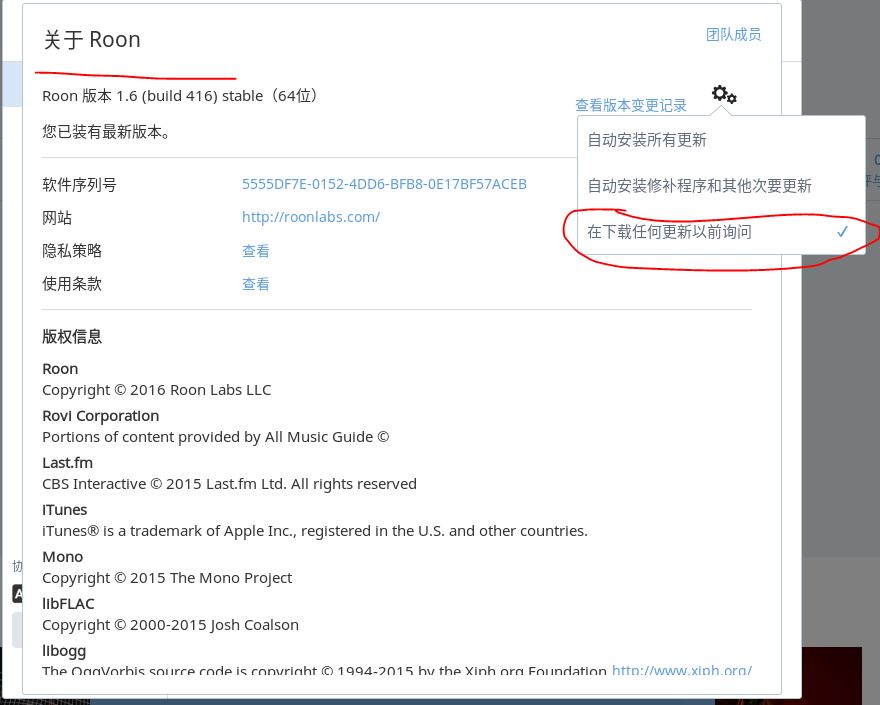 关于 Roon
团队成员
Roon 版本 1.6 (build 416) stable（64位）
查看版本变更记录
您已装有最新版本。
自动安装所有更新
自动安装修补程序和其他次要更新
在下载任何更新以前询问
软件序列号 5555DF7E-0152-4DD6-BFB8-0E17BF57ACEB
网站 http://roonlabs.com/
隐私策略 查看
使用条款 查看
版权信息
Roon
Copyright © 2016 Roon Labs LLC
Rovi Corporation
Portions of content provided by All Music Guide ©
Last.fm
CBS Interactive © 2015 Last.fm Ltd. All rights reserved
iTunes
iTunes® is a trademark of Apple Inc., registered in the U.S. and other countries.
Mono
Copyright © 2015 The Mono Project
libFLAC
Copyright © 2000-2015 Josh Coalson
libogg
The OggVorbis source code is copyright © 1994-2015 by the Xiph.org Foundation http://www.xiph.org/